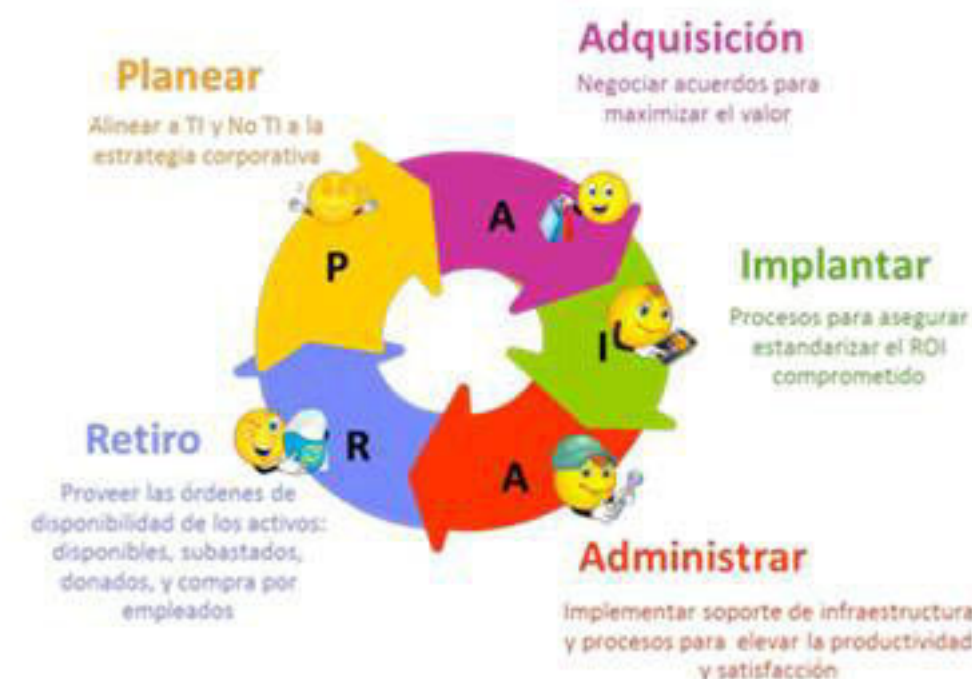 Planear
Alinear a TI y No TI a la
estrategia corporativa
P
Adquisición
Negociar acuerdos para
maximizar el valor
A
Implantar
Procesos para asegurar
estandarizar el ROI
comprometido
I
Administrar
Implementar soporte de infraestructura
y procesos para elevar la productividad
y satisfacción
A
Retiro
Proveer las órdenes de
disponibilidad de los activos:
disponibles, subastados,
donados, y compra por
empleados
R